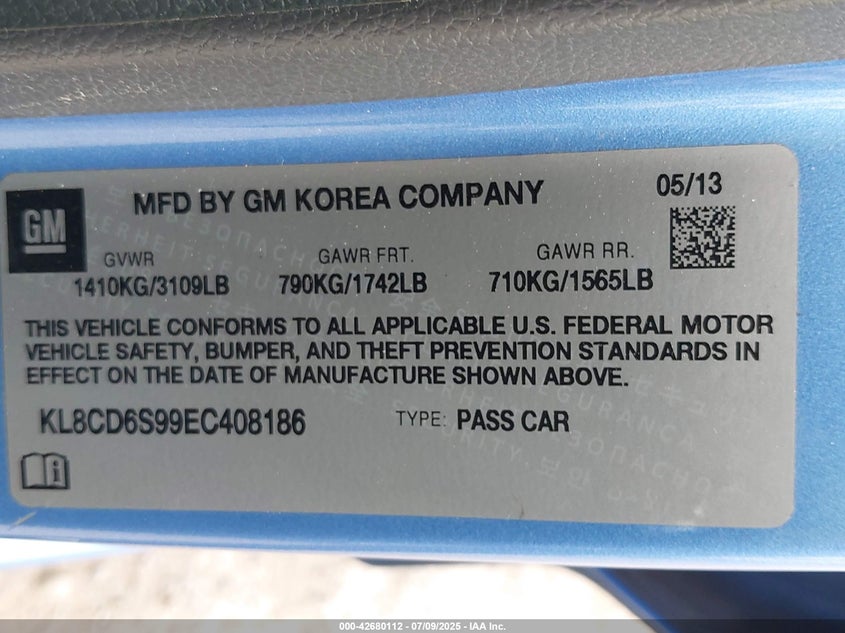 MFD BY GM KOREA COMPANY
05/13
GM
GVWR
1410KG/3109LB
GAWR FRT.
790KG/1742LB
GAWR RR.
710KG/1565LB
THIS VEHICLE CONFORMS TO ALL APPLICABLE U.S. FEDERAL MOTOR
VEHICLE SAFETY, BUMPER, AND THEFT PREVENTION STANDARDS IN
EFFECT ON THE DATE OF MANUFACTURE SHOWN ABOVE.
KL8CD6S99EC408186
TYPE: PASS CAR
000-42680112 - 07/09/2025 - IAA Inc.